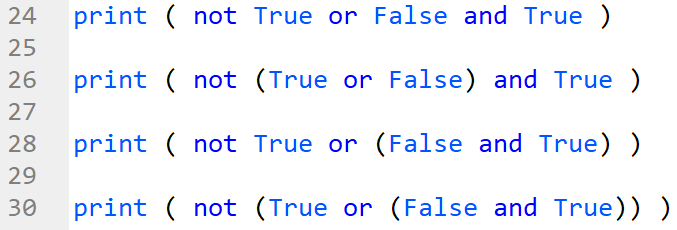 24 print ( not True or False and True )
25
26 print ( not (True or False) and True )
27
28 print ( not True or (False and True) )
29
30 print ( not (True or (False and True)) )